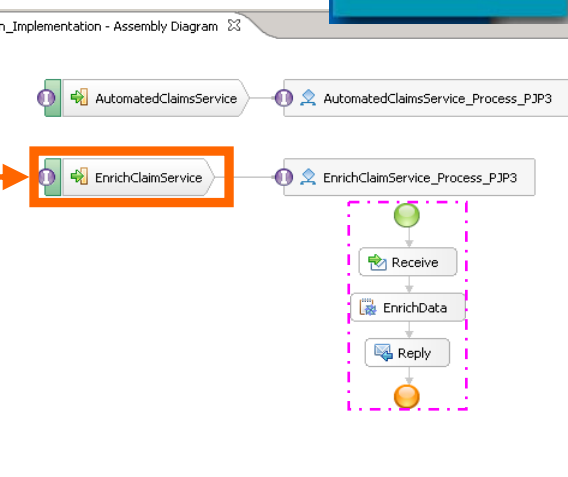 n_Implementation - Assembly Diagram
AutomatedClaimsService
AutomatedClaimsService_Process_PJP3
EnrichClaimService
EnrichClaimService_Process_PJP3
Receive
EnrichData
Reply